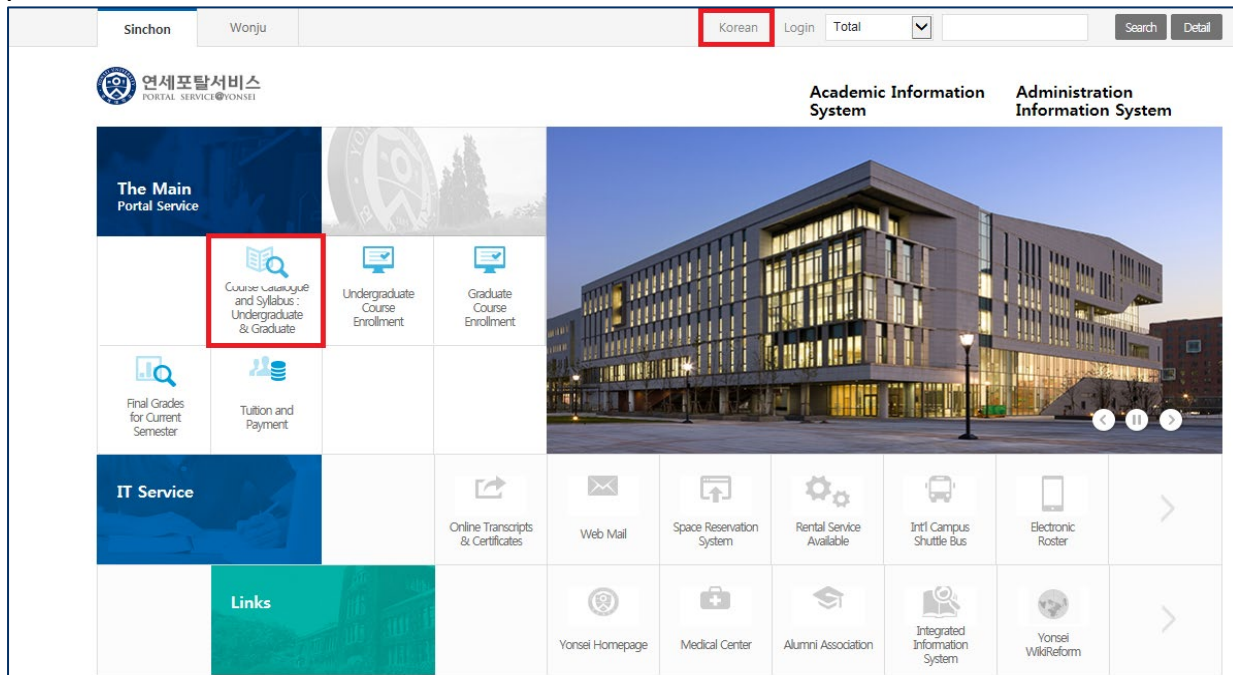 Sinchon
Wonju
Korean
Login
Total
Search
Detail
연세포탈서비스
PORTAL SERVICE@YONSEI
Academic Information
System
Administration
Information System
The Main
Portal Service
Course Catalogue
and Syllabus :
Undergraduate
& Graduate
Undergraduate
Course
Enrollment
Graduate
Course
Enrollment
Final Grades
for Current
Semester
Tuition and
Payment
IT Service
Online Transcripts
& Certificates
Web Mail
Space Reservation
System
Rental Service
Available
Int'l Campus
Shuttle Bus
Electronic
Roster
Links
Yonsei Homepage
Medical Center
Alumni Association
Integrated
Information
System
Yonsei
WikiReform